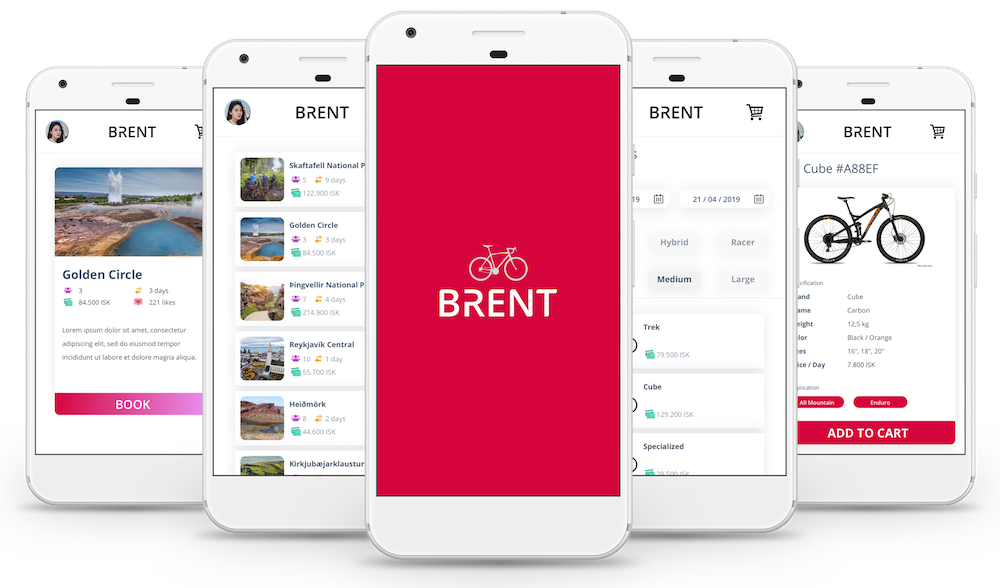 BRENT
Golden Circle
3
3 days
84.500 ISK
221 likes
Lorem ipsum dolor sit amet, consectetur
adipiscing elit, sed do eiusmod tempor
incididunt ut labore et dolore magna aliqua.
BOOK
BRENT
Skaftafell National P
5
9 days
122.900 ISK
Golden Circle
3
3 days
84.500 ISK
Þingvellir National P
7
4 days
214.900 ISK
Reykjavík Central
10
1 day
55.700 ISK
Heiðmörk
8
2 days
44.600 ISK
Kirkjubæjarklaustur
BRENT
BRENT
s
19
21 / 04 / 2019
Hybrid
Racer
Medium
Large
Trek
79.500 ISK
Cube
129.200 ISK
Specialized
29.500 ISK
BRENT
Cube #A88EF
cification
and Cube
ame Carbon
eight 12,5 kg
olor Black / Orange
zes 16", 18", 20"
ice / Day 7.800 ISK
plication
All Mountain
Enduro
ADD TO CART